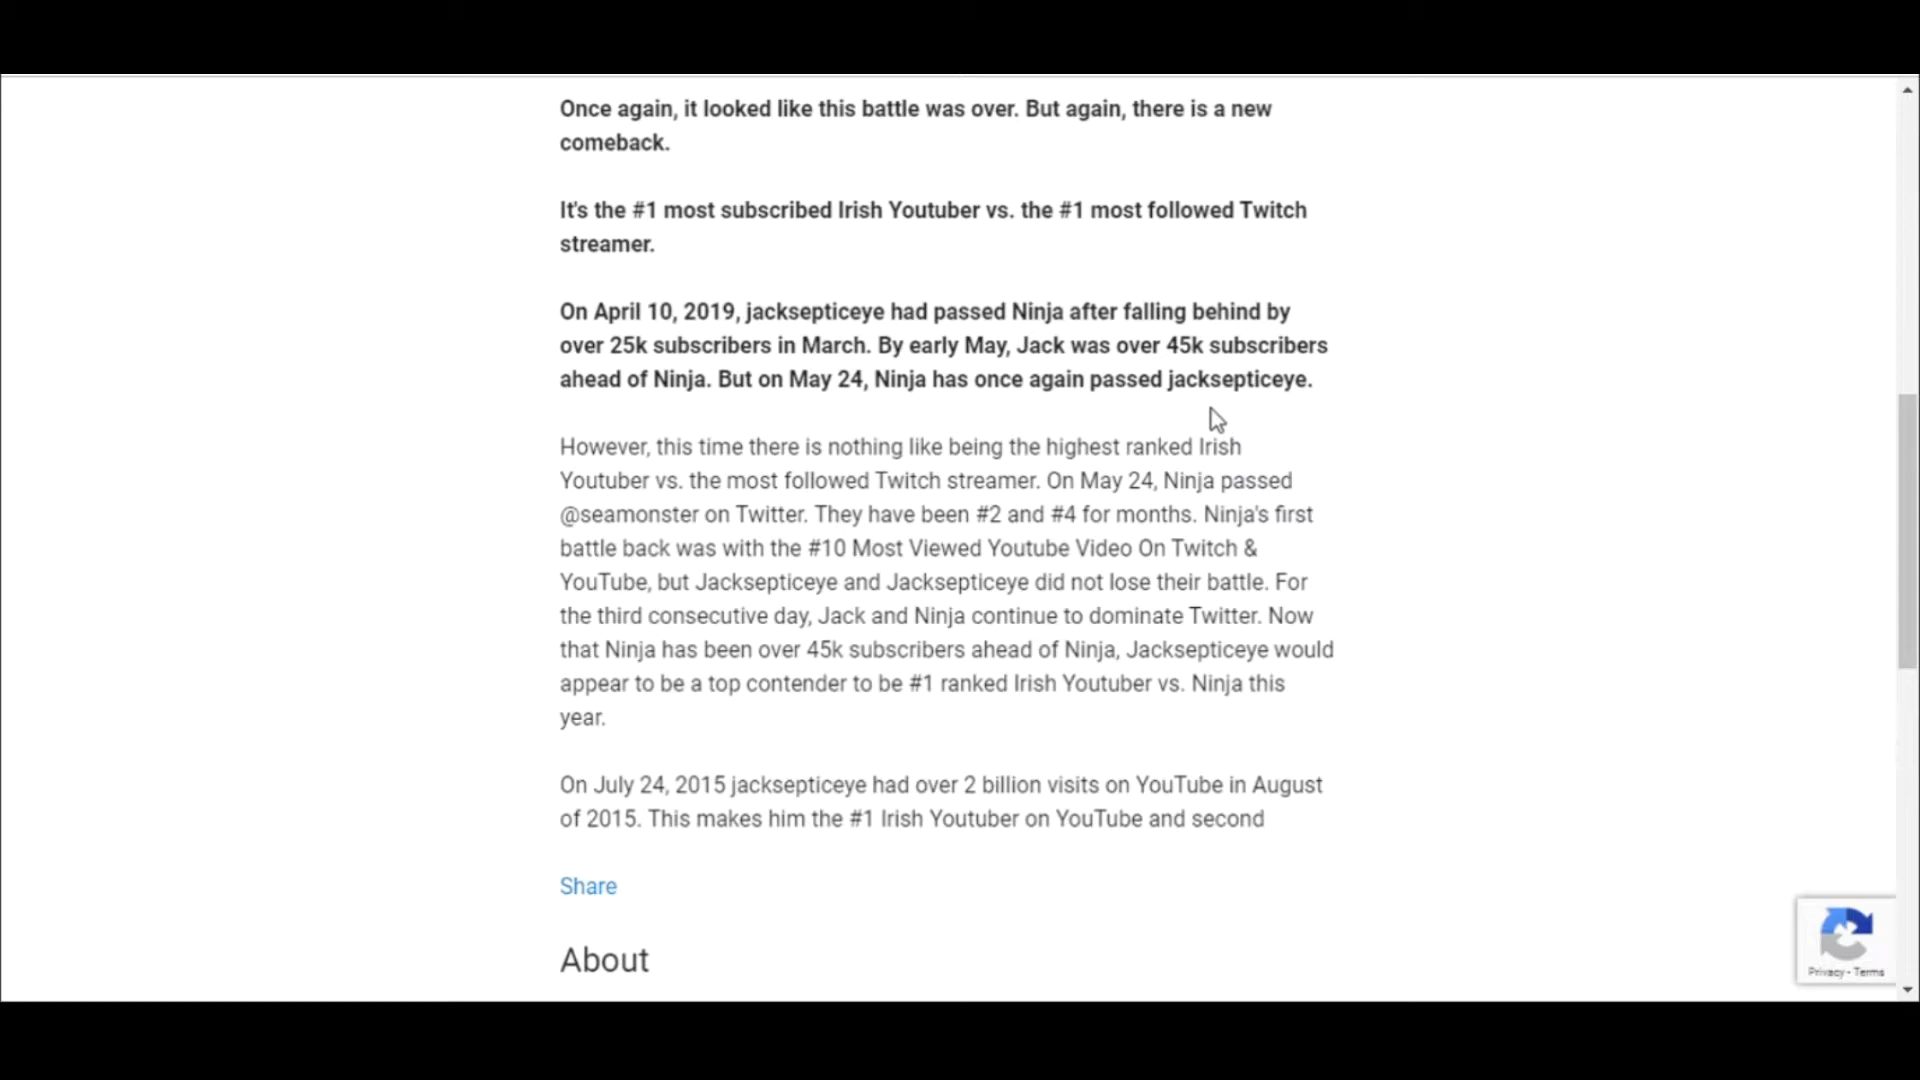 Once again, it looked like this battle was over. But again, there is a new
comeback.
It's the #1 most subscribed Irish Youtuber vs. the #1 most followed Twitch
streamer.
On April 10, 2019, jacksepticeye had passed Ninja after falling behind by
over 25k subscribers in March. By early May, Jack was over 45k subscribers
ahead of Ninja. But on May 24, Ninja has once again passed jacksepticeye.
However, this time there is nothing like being the highest ranked Irish
Youtuber vs. the most followed Twitch streamer. On May 24, Ninja passed
@seamonster on Twitter. They have been #2 and #4 for months. Ninja's first
battle back was with the #10 Most Viewed Youtube Video On Twitch &
YouTube, but Jacksepticeye and Jacksepticeye did not lose their battle. For
the third consecutive day, Jack and Ninja continue to dominate Twitter. Now
that Ninja has been over 45k subscribers ahead of Ninja, Jacksepticeye would
appear to be a top contender to be #1 ranked Irish Youtuber vs. Ninja this
year.
On July 24, 2015 jacksepticeye had over 2 billion visits on YouTube in August
of 2015. This makes him the #1 Irish Youtuber on YouTube and second
Share
About
Privacy - Terms